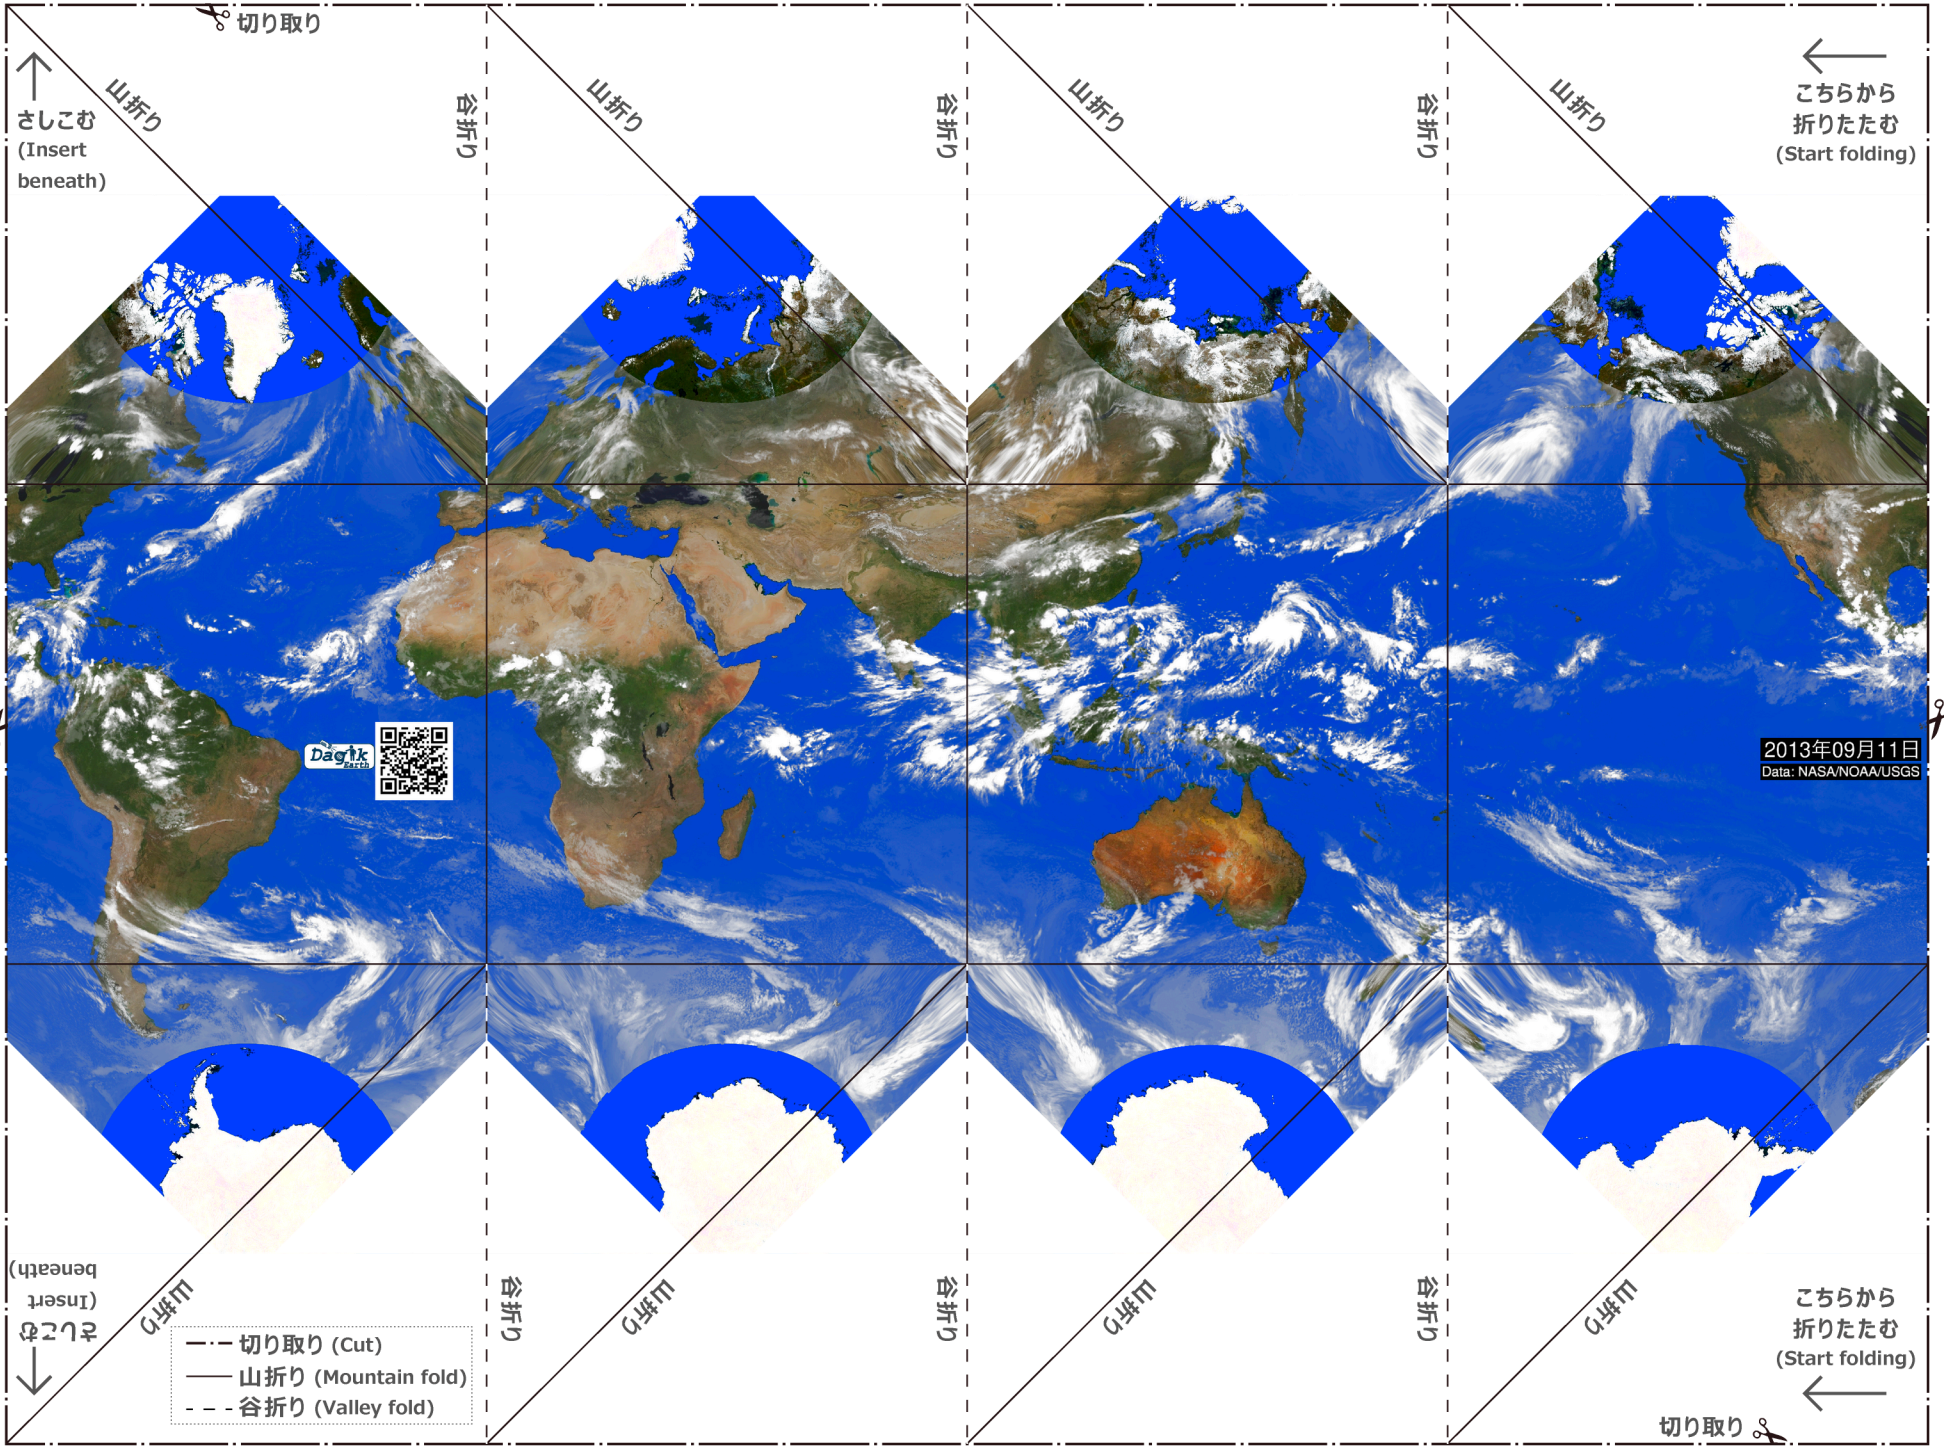 切り取り
山折り
谷折り
山折り
谷折り
山折り
谷折り
山折り
さしこむ
(Insert
beneath)
こちらから
折りたたむ
(Start folding)
Dagik
Earth
2013年09月11日
Data: NASA/NOAA/USGS
さしこむ
(Insert
beneath)
山折り
谷折り
山折り
谷折り
山折り
谷折り
山折り
こちらから
折りたたむ
(Start folding)
切り取り (Cut)
山折り (Mountain fold)
谷折り (Valley fold)
切り取り